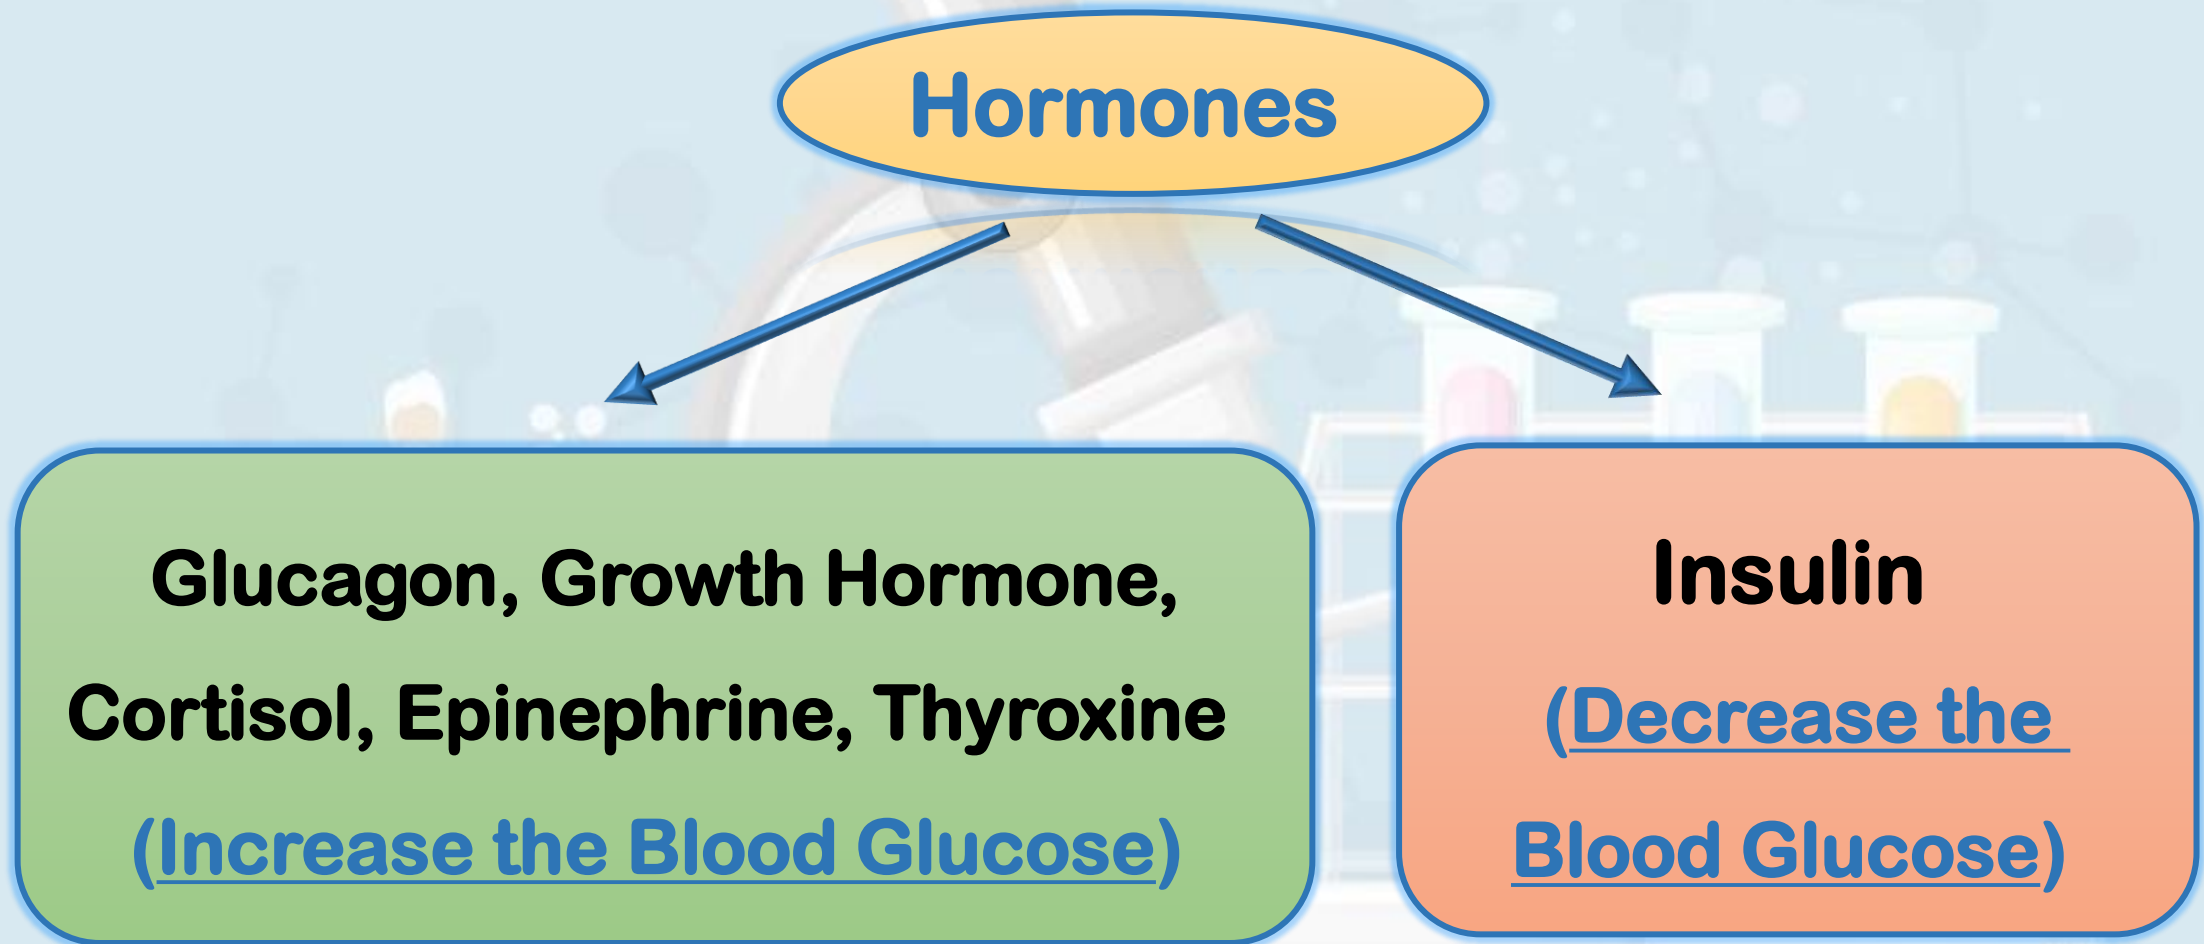 Hormones
Glucagon, Growth Hormone,
Cortisol, Epinephrine, Thyroxine
(Increase the Blood Glucose)
Insulin
(Decrease the
Blood Glucose)